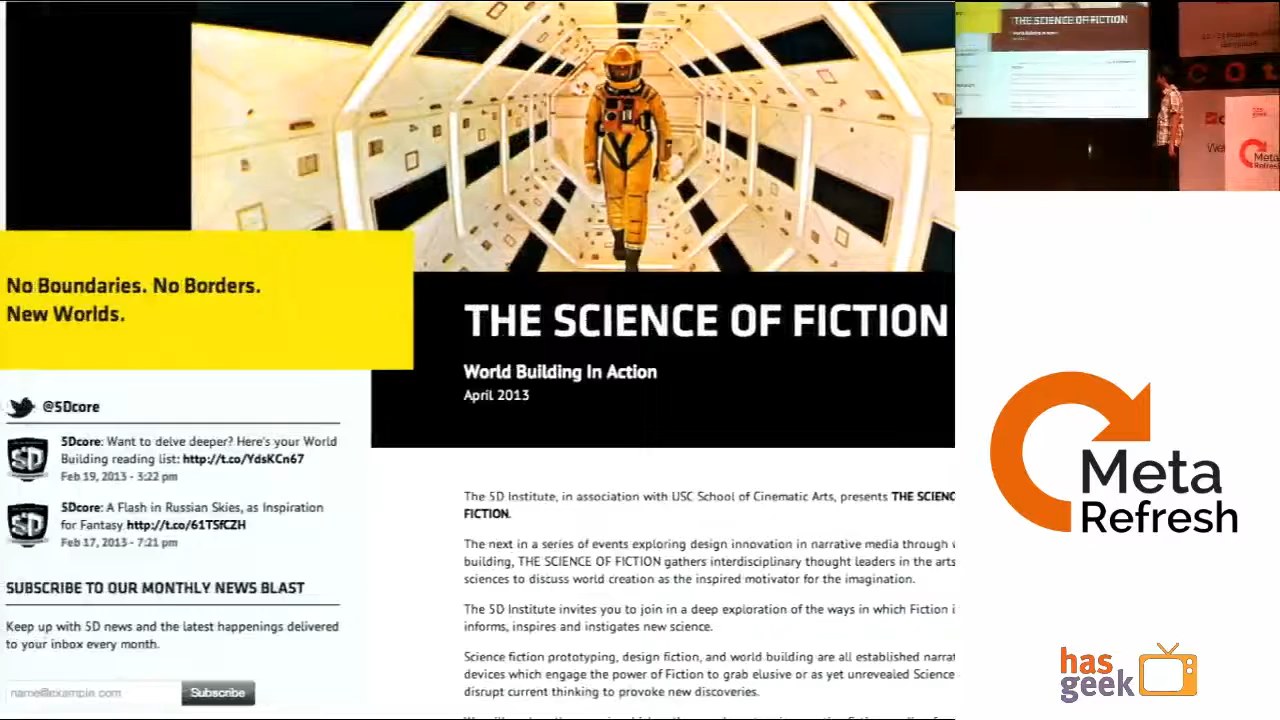 No Boundaries. No Borders.
New Worlds.
@5Dcore
5Dcore: Want to delve deeper? Here's your World
Building reading list: http://t.co/YdsKCn67
Feb 19, 2013 - 3:22 pm
5Dcore: A Flash in Russian Skies, as Inspiration
for Fantasy http://t.co/61TSfCZH
Feb 17, 2013 - 7:21 pm
SUBSCRIBE TO OUR MONTHLY NEWS BLAST
Keep up with 5D news and the latest happenings delivered
to your inbox every month.
name@example.com
Subscribe
THE SCIENCE OF FICTION
World Building In Action
April 2013
The 5D Institute, in association with USC School of Cinematic Arts, presents THE SCIENC
FICTION.
The next in a series of events exploring design innovation in narrative media through
building, THE SCIENCE OF FICTION gathers interdisciplinary thought leaders in the arts
sciences to discuss world creation as the inspired motivator for the imagination.
The 5D Institute invites you to join in a deep exploration of the ways in which Fiction
informs, inspires and instigates new science.
Science fiction prototyping, design fiction, and world building are all established narrat
devices which engage the power of Fiction to grab elusive or as yet unrevealed Science
disrupt current thinking to provoke new discoveries.
THE SCIENCE OF FICTION
Meta
Refresh
Meta
Refresh
has
geek